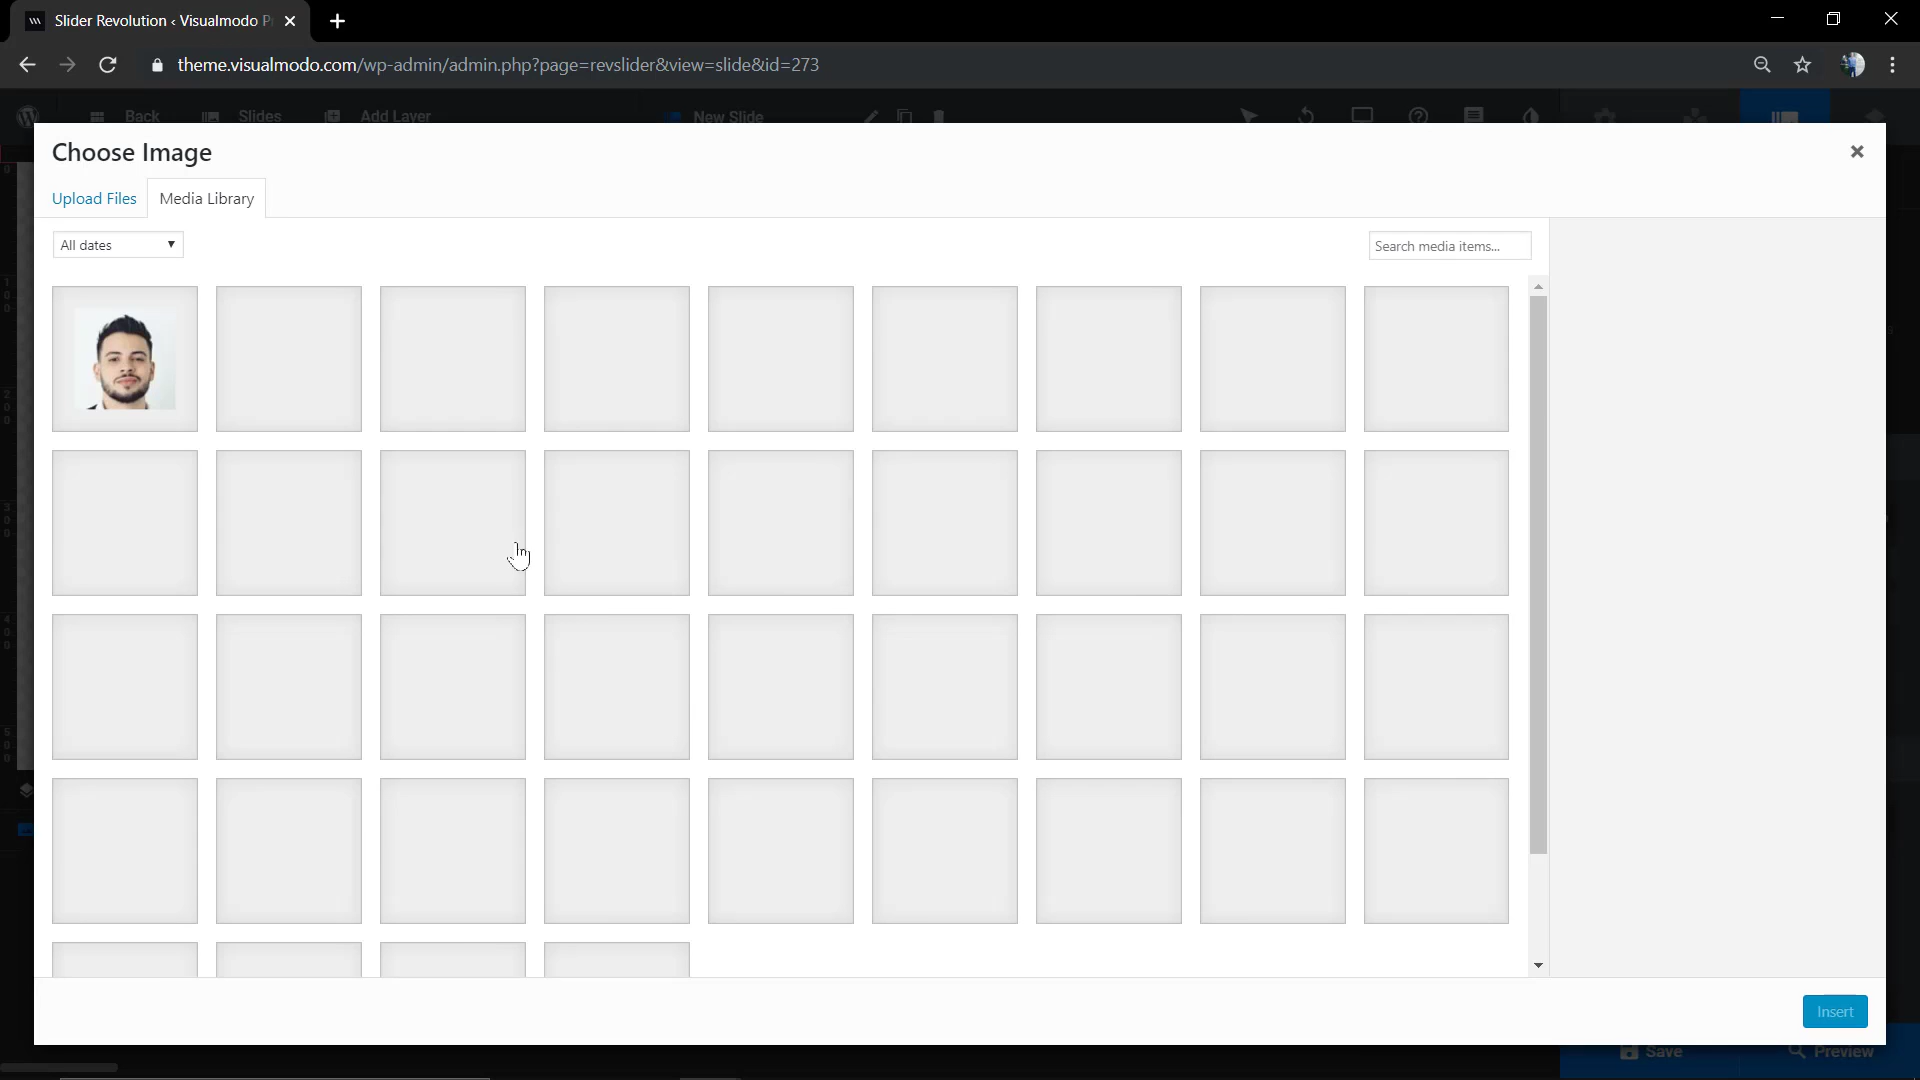 Slider Revolution ‹ Visualmodo P
theme.visualmodo.com/wp-admin/admin.php?page=revslider&view=slide&id=273
Back
Slides
Add Layer
New Slide
Choose Image
Upload Files
Media Library
All dates
Search media items...
Insert
Save
Preview